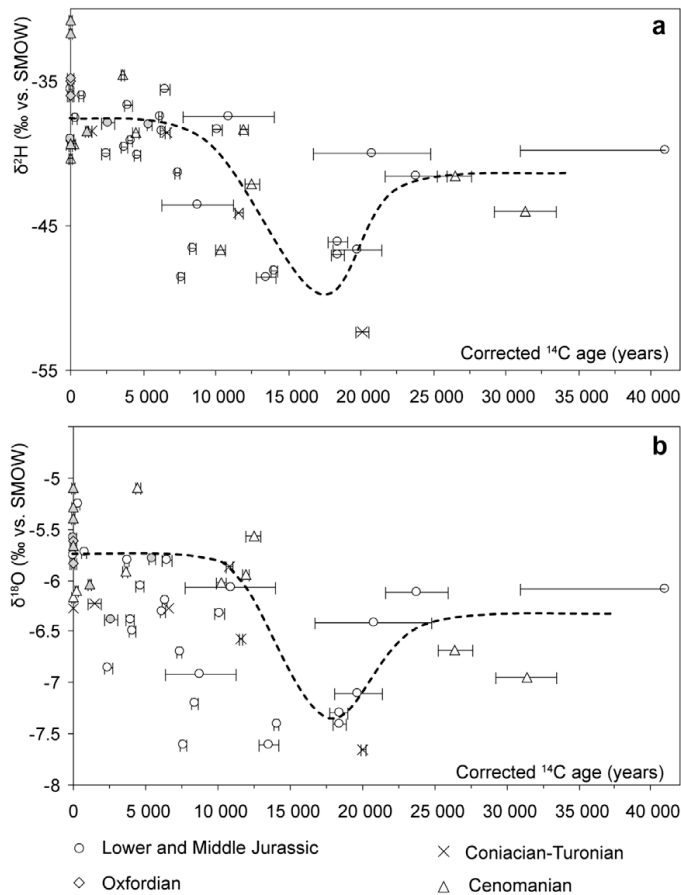 a
δ²H (‰ vs. SMOW)
-35
-45
-55
Corrected ¹⁴C age (years)
0 5 000 10 000 15 000 20 000 25 000 30 000 35 000 40 000
b
δ¹⁸O (‰ vs. SMOW)
-5
-5.5
-6
-6.5
-7
-7.5
-8
Corrected ¹⁴C age (years)
0 5 000 10 000 15 000 20 000 25 000 30 000 35 000 40 000
Lower and Middle Jurassic
Coniacian-Turonian
Oxfordian
Cenomanian